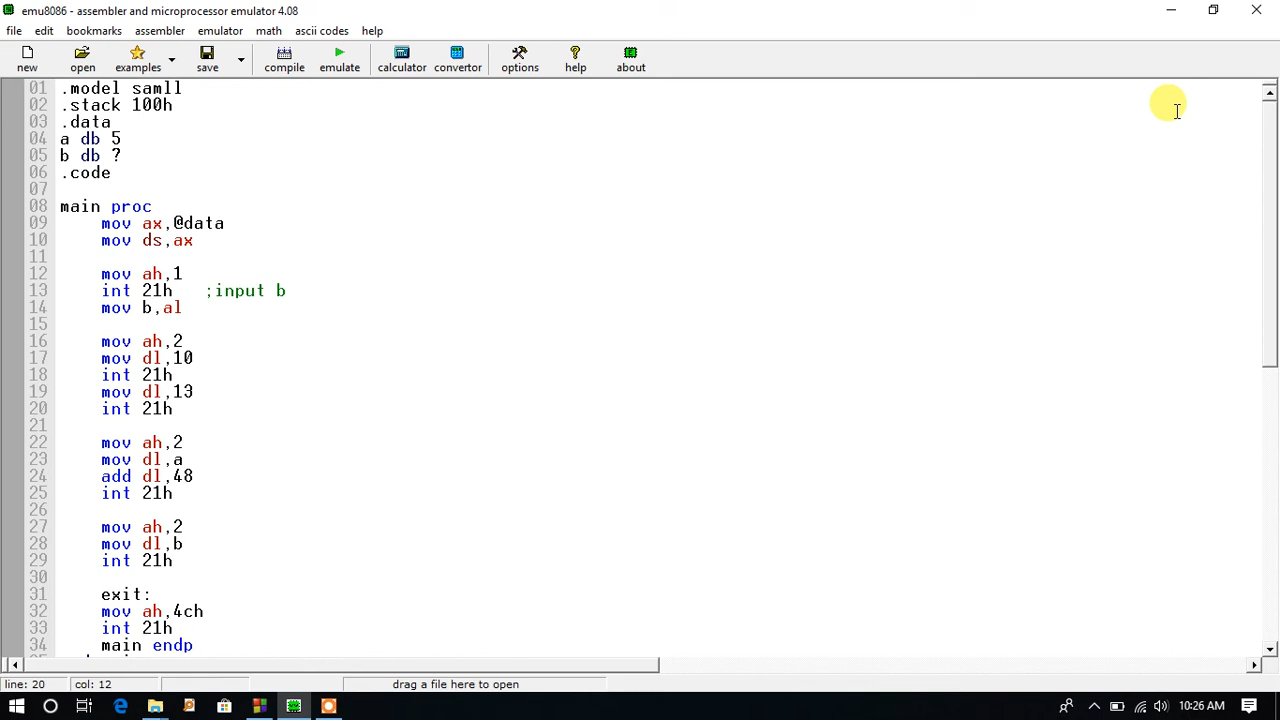 emu8086 - assembler and microprocessor emulator 4.08
file edit bookmarks assembler emulator math ascii codes help
new open examples save compile emulate calculator convertor options help about
01 .model samll
02 .stack 100h
03 .data
04 a db 5
05 b db ?
06 .code
07
08 main proc
09 mov ax,@data
10 mov ds,ax
11
12 mov ah,1
13 int 21h ;input b
14 mov b,al
15
16 mov ah,2
17 mov dl,10
18 int 21h
19 mov dl,13
20 int 21h
21
22 mov ah,2
23 mov dl,a
24 add dl,48
25 int 21h
26
27 mov ah,2
28 mov dl,b
29 int 21h
30
31 exit:
32 mov ah,4ch
33 int 21h
34 main endp
line: 20 col: 12 drag a file here to open
10:26 AM